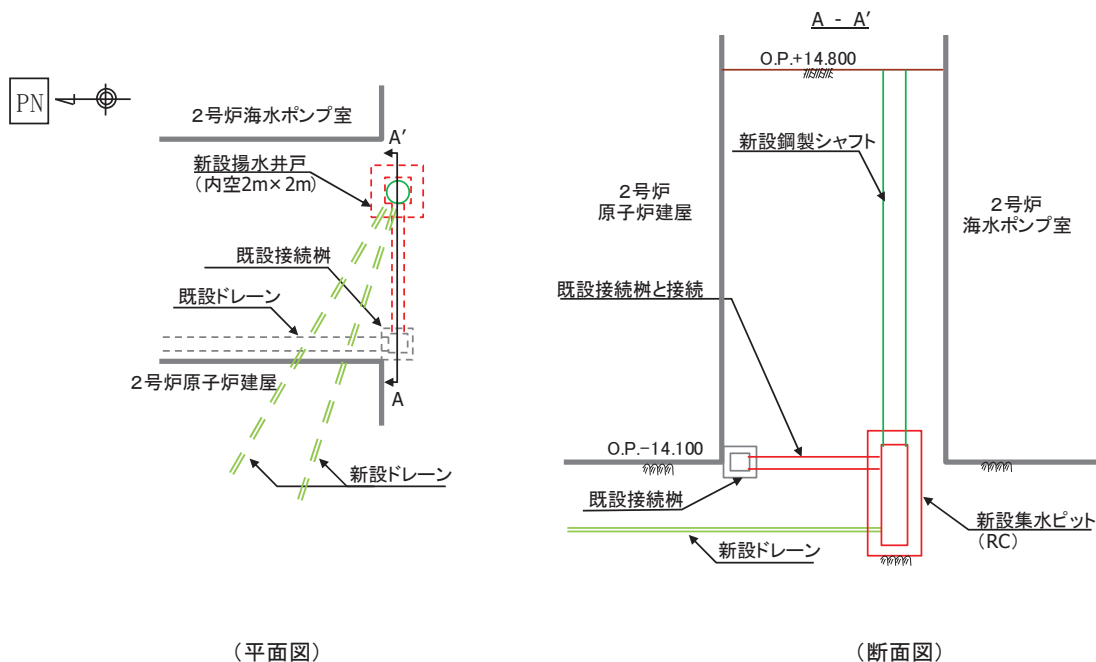 PN
2号炉海水ポンプ室
A′
新設揚水井戸
(内空2m×2m)
既設接続桝
既設ドレーン
2号炉原子炉建屋
A
新設ドレーン
(平面図)
A - A′
O.P.+14.800
新設鋼製シャフト
2号炉
原子炉建屋
2号炉
海水ポンプ室
既設接続桝と接続
O.P.-14.100
既設接続桝
新設集水ピット
(RC)
新設ドレーン
(断面図)